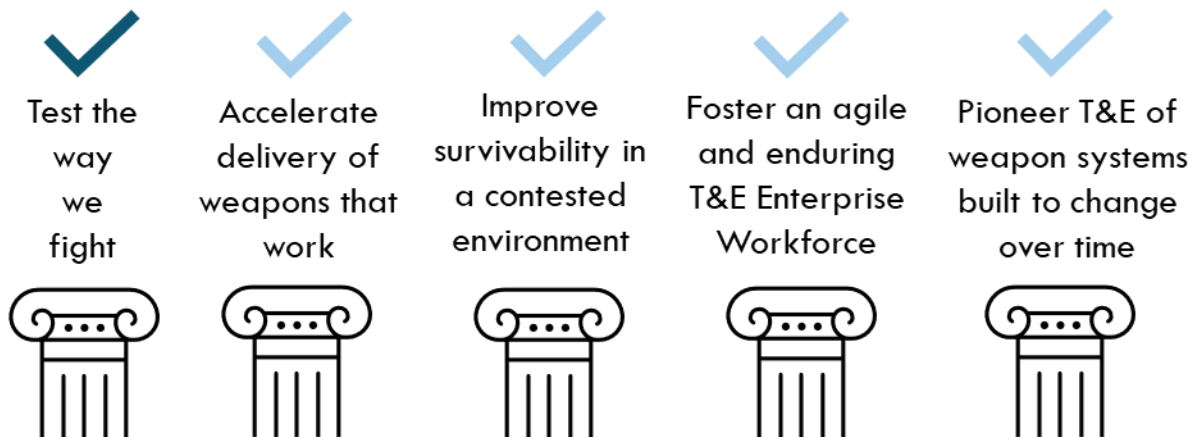 Test the
way
we
fight
Accelerate
delivery of
weapons that
work
Improve
survivability in
a contested
environment
Foster an agile
and enduring
T&E Enterprise
Workforce
Pioneer T&E of
weapon systems
built to change
over time